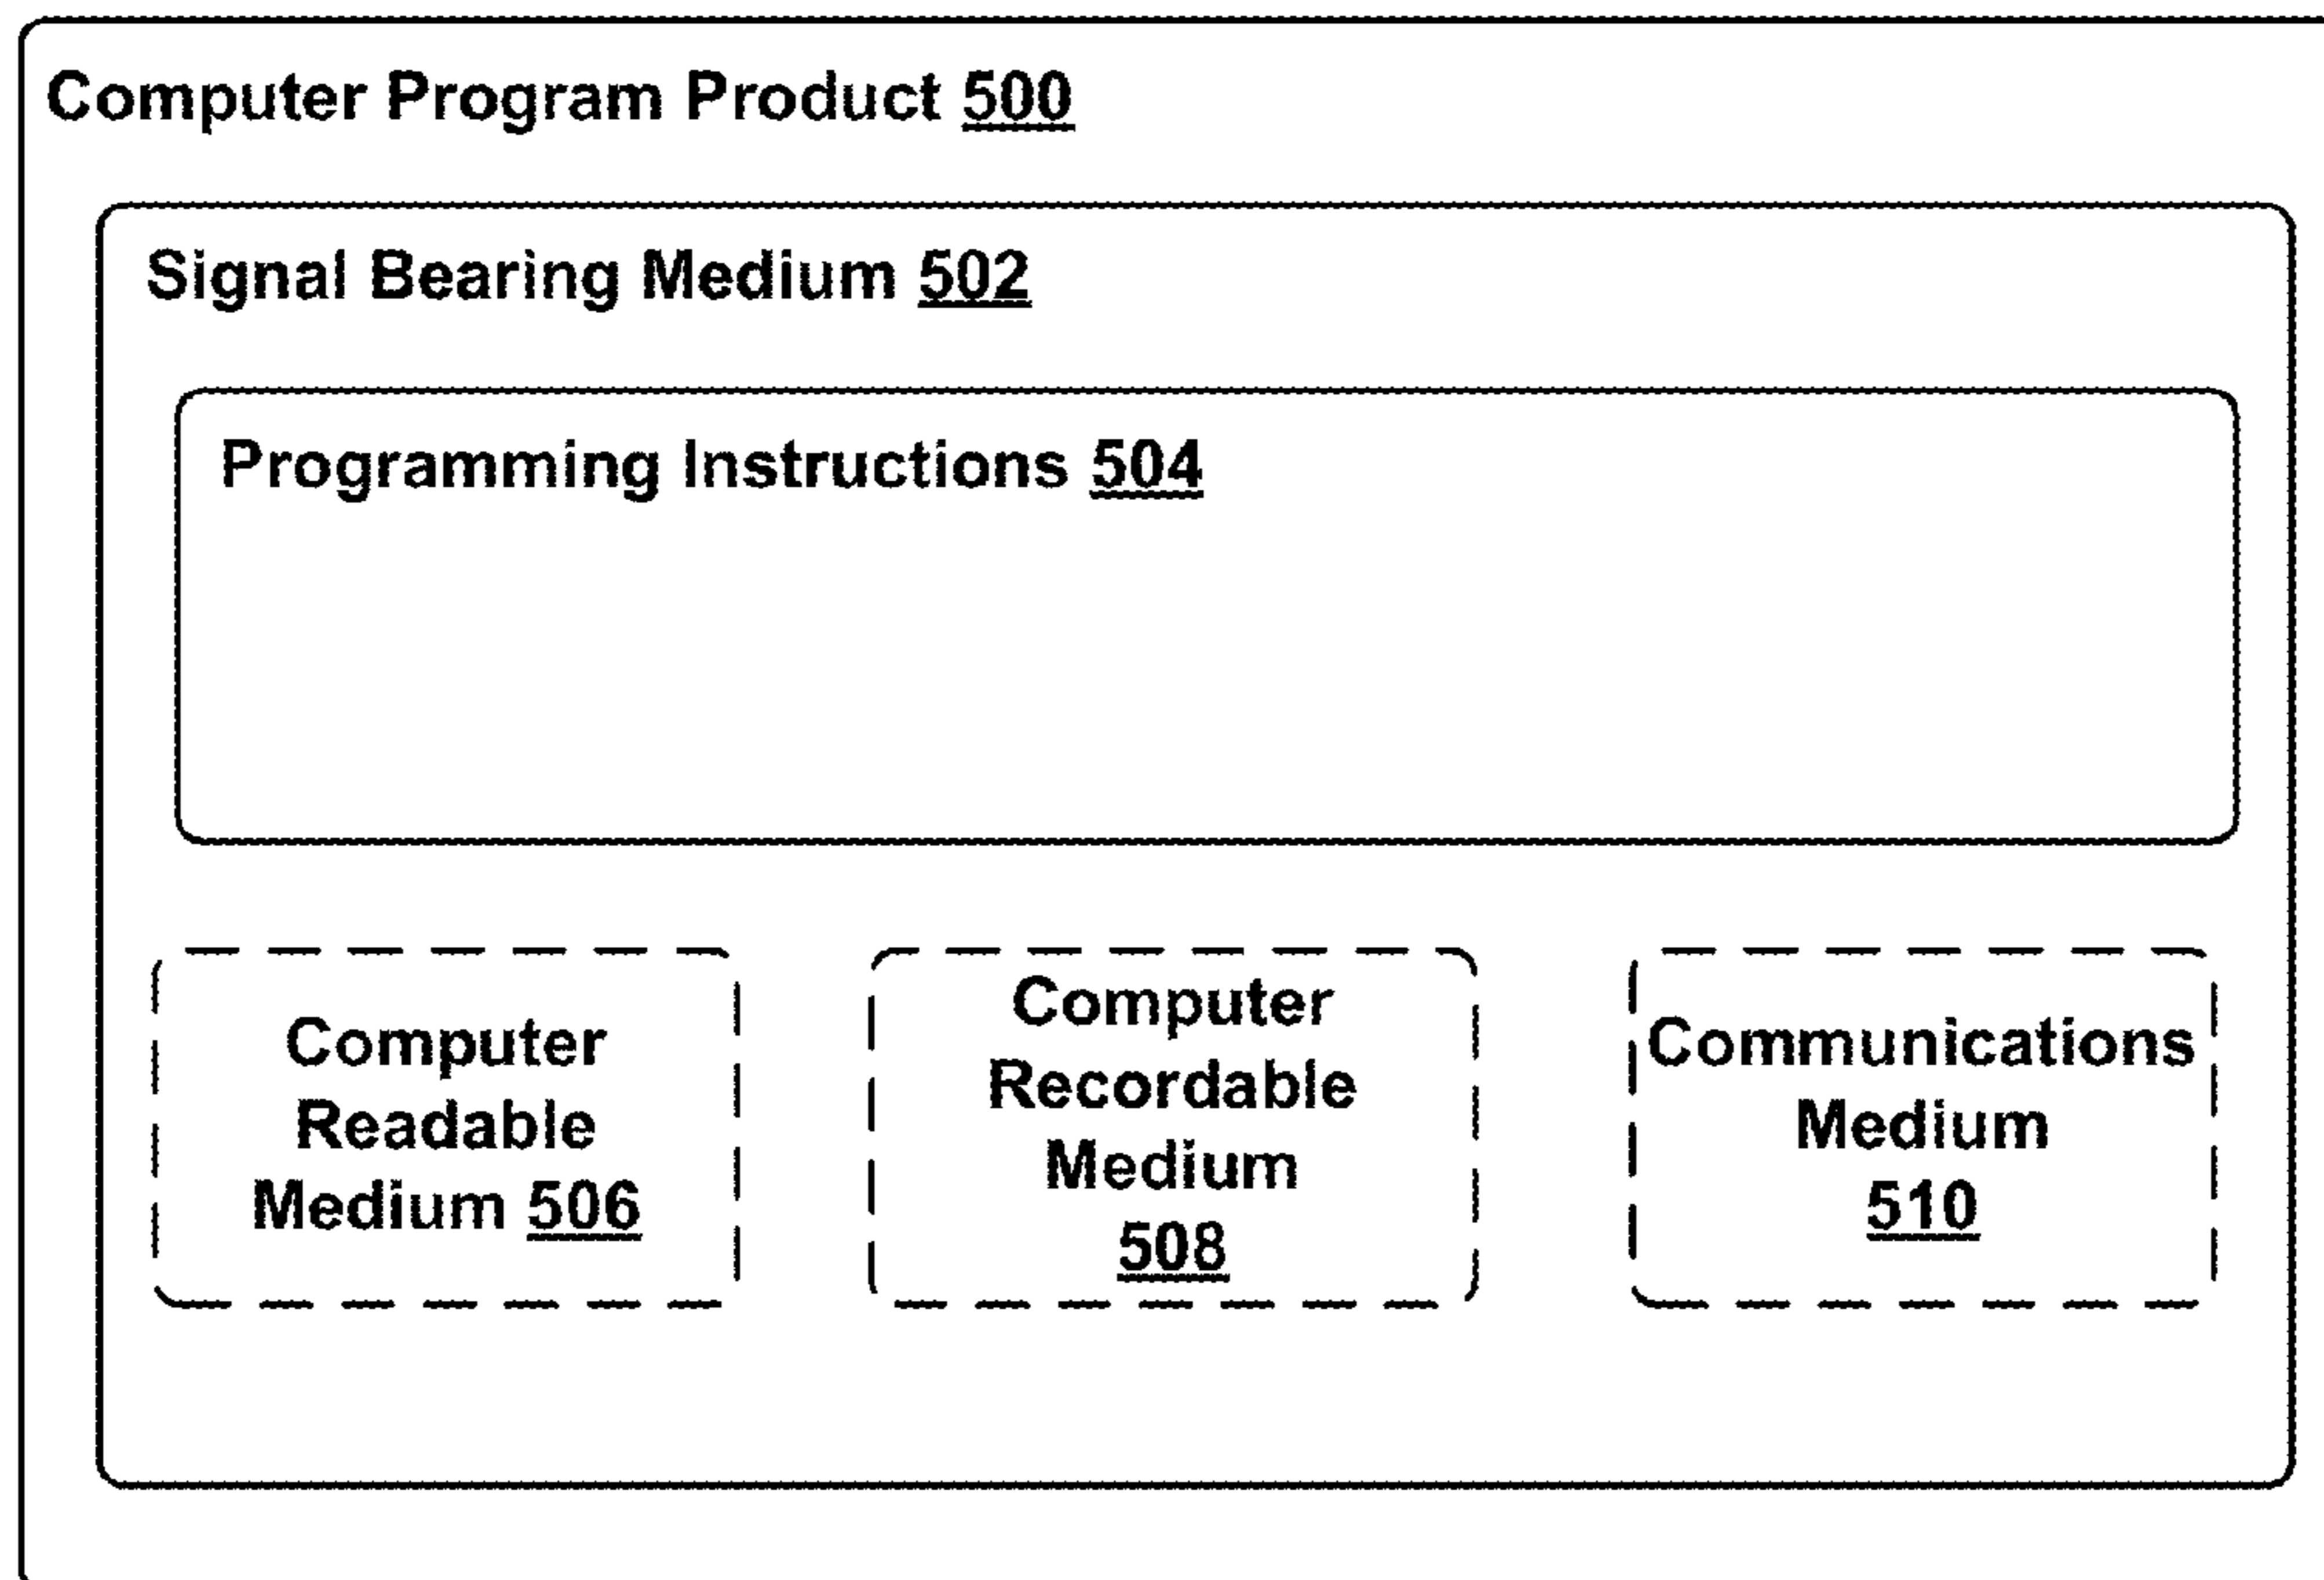 Computer Program Product 500
Signal Bearing Medium 502
Programming Instructions 504
Computer
Readable
Medium 506
Computer
Recordable
Medium
508
Communications
Medium
510